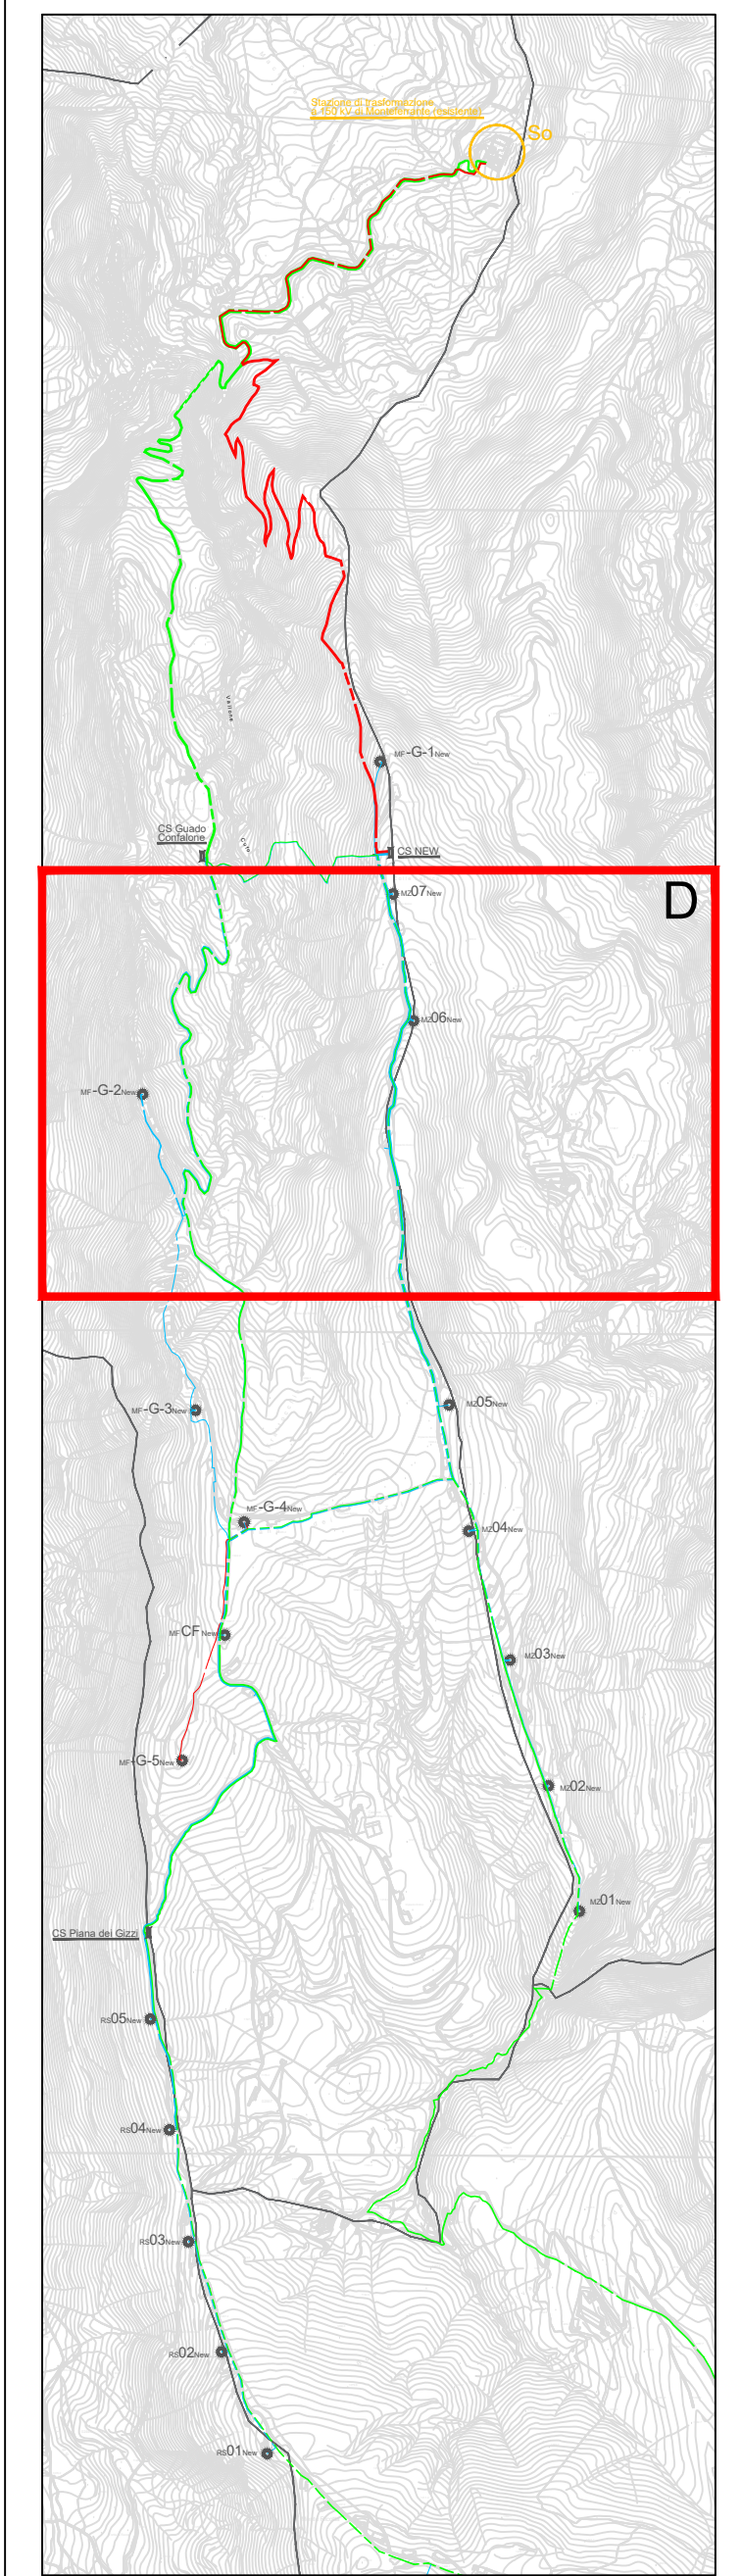 Stazione di trasformazione
a 150 kV di Monteferrante (esistente)
So
MF-G-1New
CS Guado
Confalone
CS NEW
D
MZ07New
MZ06New
MF-G-2New
MZ05New
MF-G-3New
MF-G-4New
MZ04New
MFCFNew
MZ03New
MF-G-5New
MZ02New
MZ01New
CS Piana dei Gizzi
RS05New
RS04New
RS03New
RS02New
RS01New